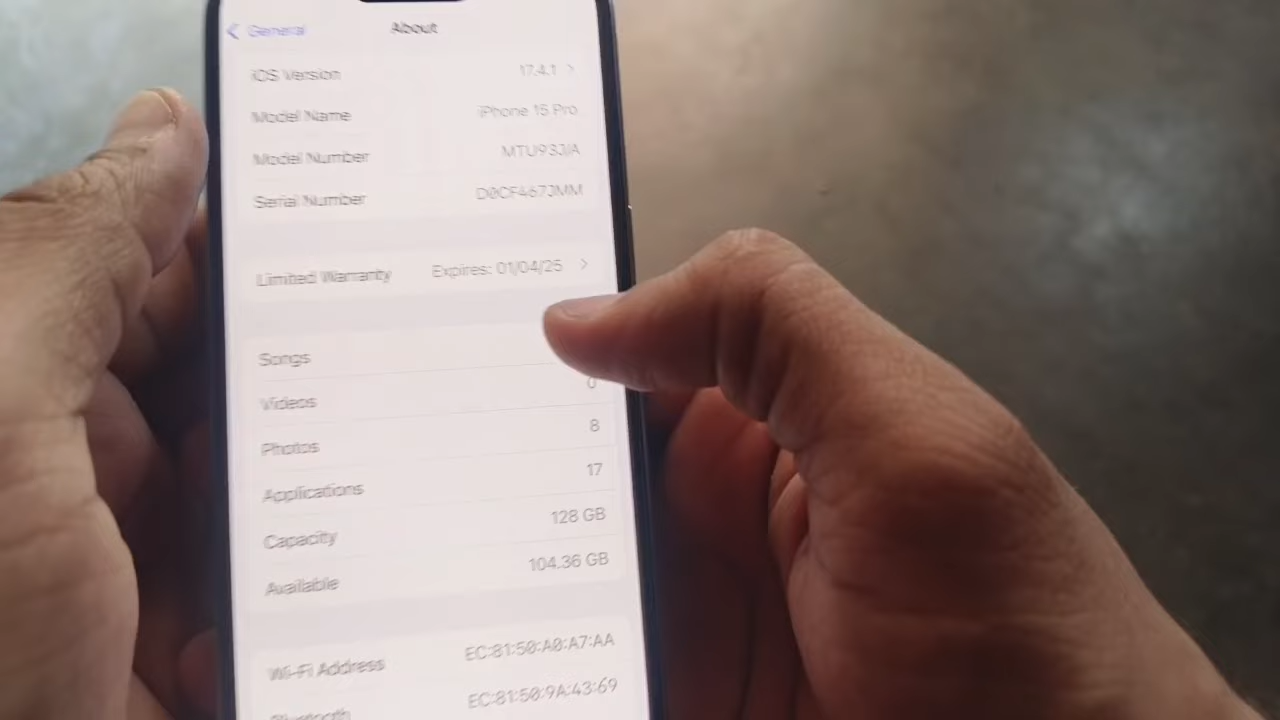 General About
iOS Version 17.4.1
Model Name iPhone 15 Pro
Model Number MTU93J/A
Serial Number D0CF467JMM
Limited Warranty Expires: 01/04/25
Songs
Videos 0
Photos 8
Applications 17
Capacity 128 GB
Available 104.36 GB
Wi-Fi Address EC:81:50:A0:A7:AA
Bluetooth EC:81:50:9A:43:69